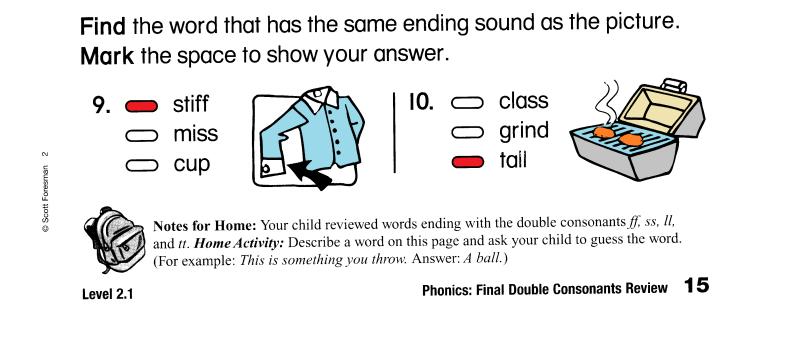 Find the word that has the same ending sound as the picture.
Mark the space to show your answer.
9. stiff
miss
cup
10. class
grind
tail
© Scott Foresman 2
Notes for Home: Your child reviewed words ending with the double consonants ff, ss, ll,
and tt. Home Activity: Describe a word on this page and ask your child to guess the word.
(For example: This is something you throw. Answer: A ball.)
Level 2.1
Phonics: Final Double Consonants Review 15